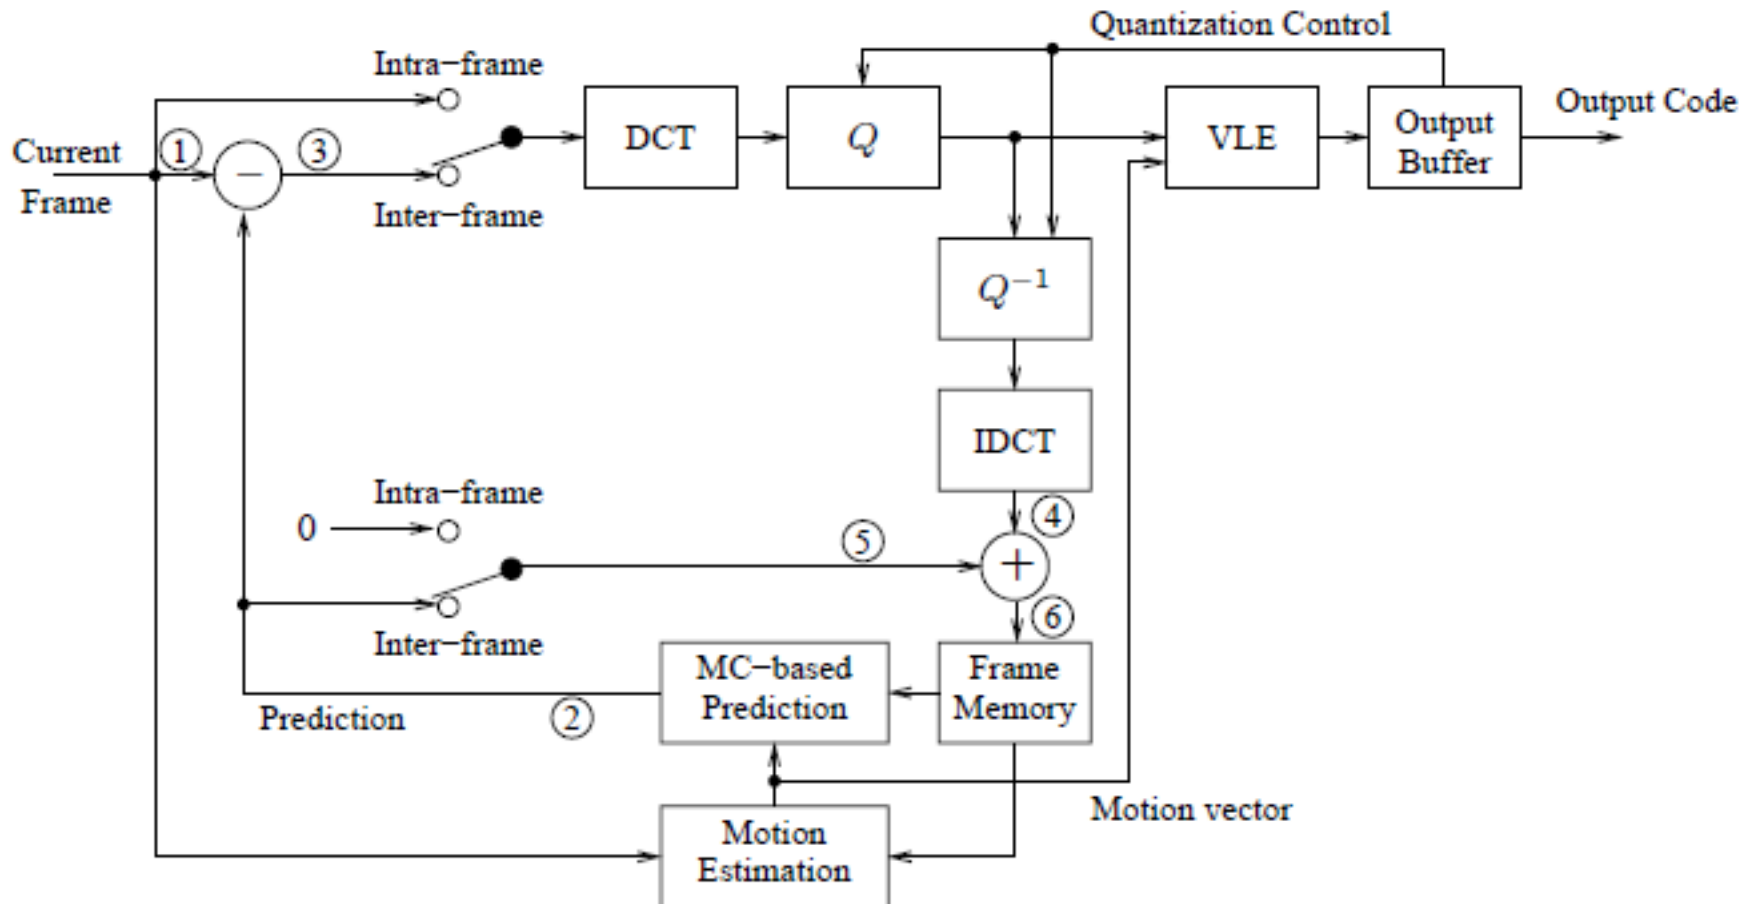 Quantization Control
Intra−frame
Output Code
Current
Frame
1
−
3
DCT
Q
VLE
Output
Buffer
Inter−frame
Q⁻¹
IDCT
Intra−frame
0
4
5
+
6
Inter−frame
MC−based
Prediction
Frame
Memory
Prediction
2
Motion vector
Motion
Estimation